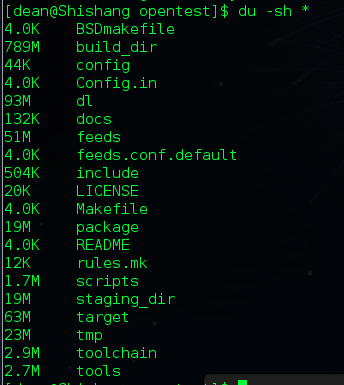 [dean@Shishang opentest]$ du -sh *
4.0K BSDmakefile
789M build_dir
44K config
4.0K Config.in
93M dl
132K docs
51M feeds
4.0K feeds.conf.default
504K include
20K LICENSE
4.0K Makefile
19M package
4.0K README
12K rules.mk
1.7M scripts
19M staging_dir
63M target
23M tmp
2.9M toolchain
2.7M tools
[dean@Shishang opentest]$